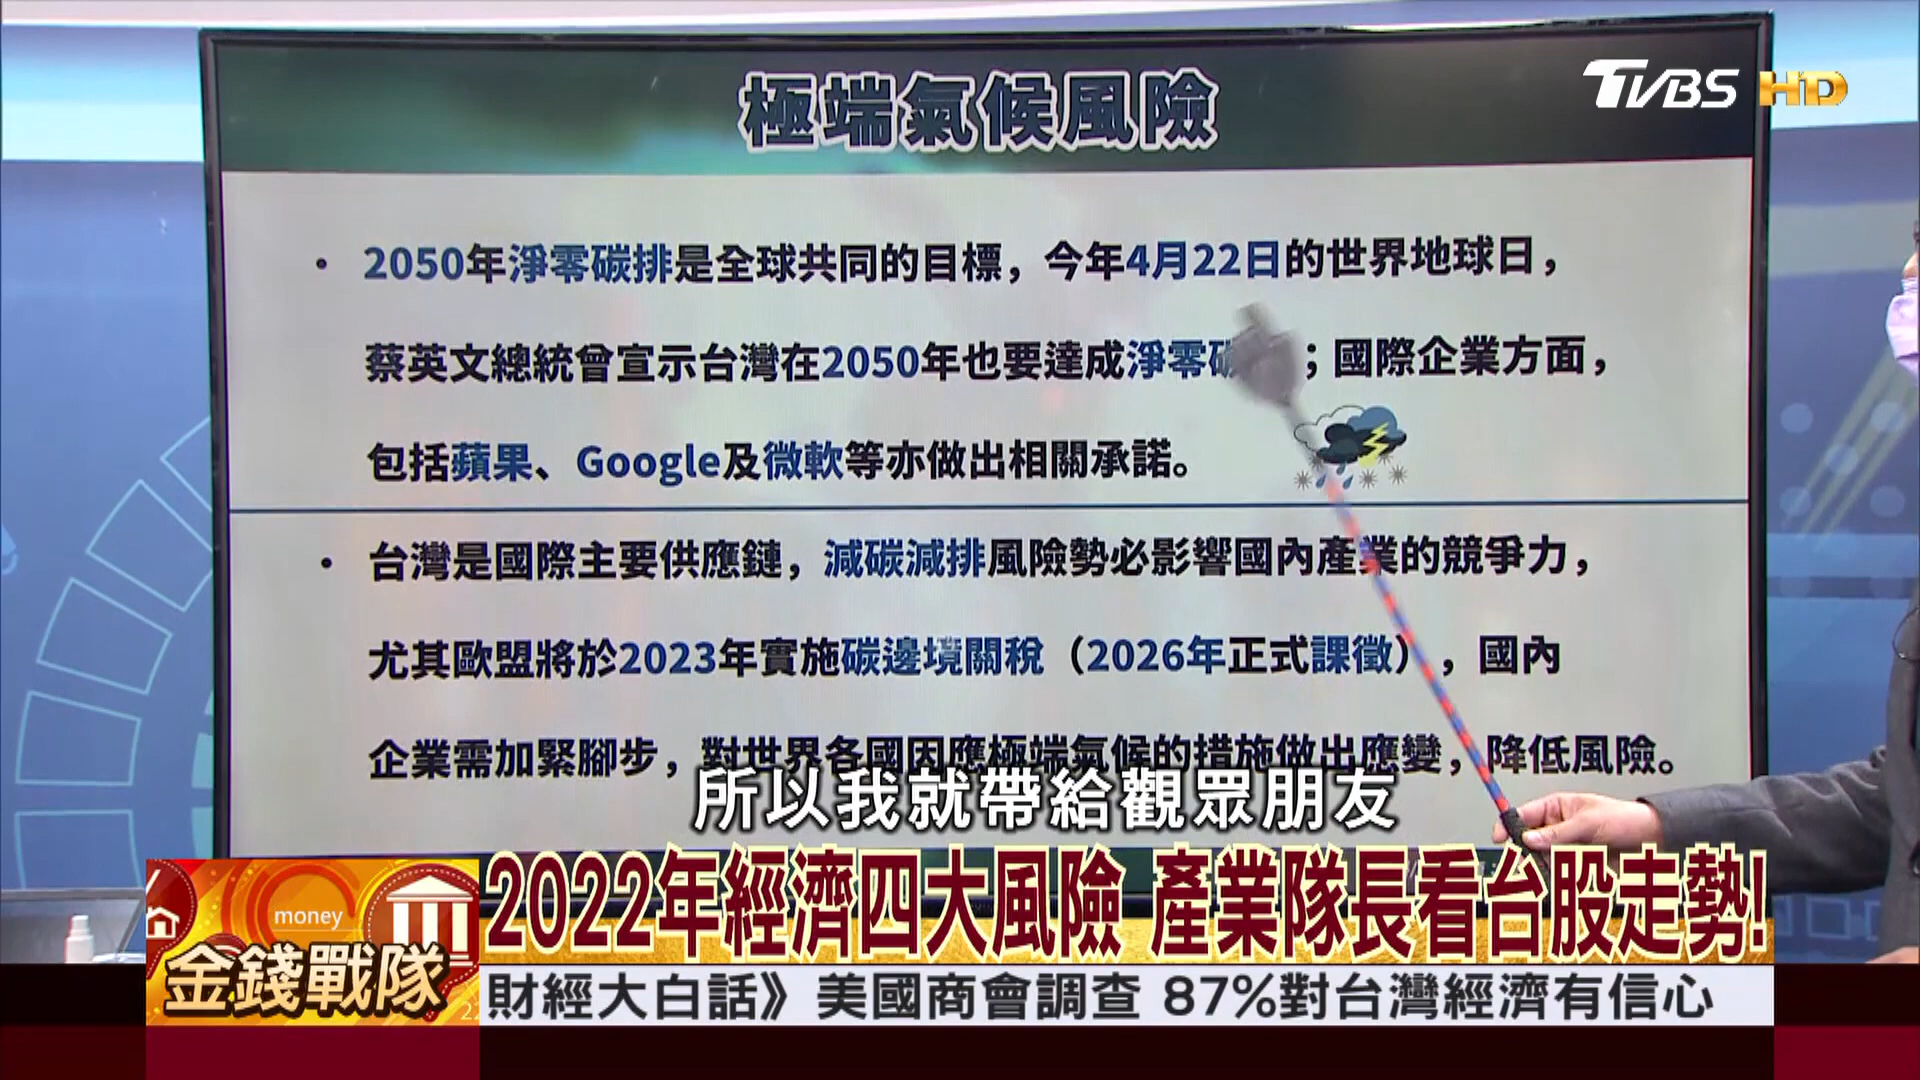 TVBS HD
極端氣候風險
• 2050年淨零碳排是全球共同的目標，今年4月22日的世界地球日，
蔡英文總統曾宣示台灣在2050年也要達成淨零碳；國際企業方面，
包括蘋果、Google及微軟等亦做出相關承諾。
• 台灣是國際主要供應鏈，減碳減排風險勢必影響國內產業的競爭力，
尤其歐盟將於2023年實施碳邊境關稅（2026年正式課徵），國內
企業需加緊腳步，對世界各國因應極端氣候的措施做出應變，降低風險。
所以我就帶給觀眾朋友
2022年經濟四大風險 產業隊長看台股走勢!
money
金錢戰隊
財經大白話》美國商會調查 87%對台灣經濟有信心